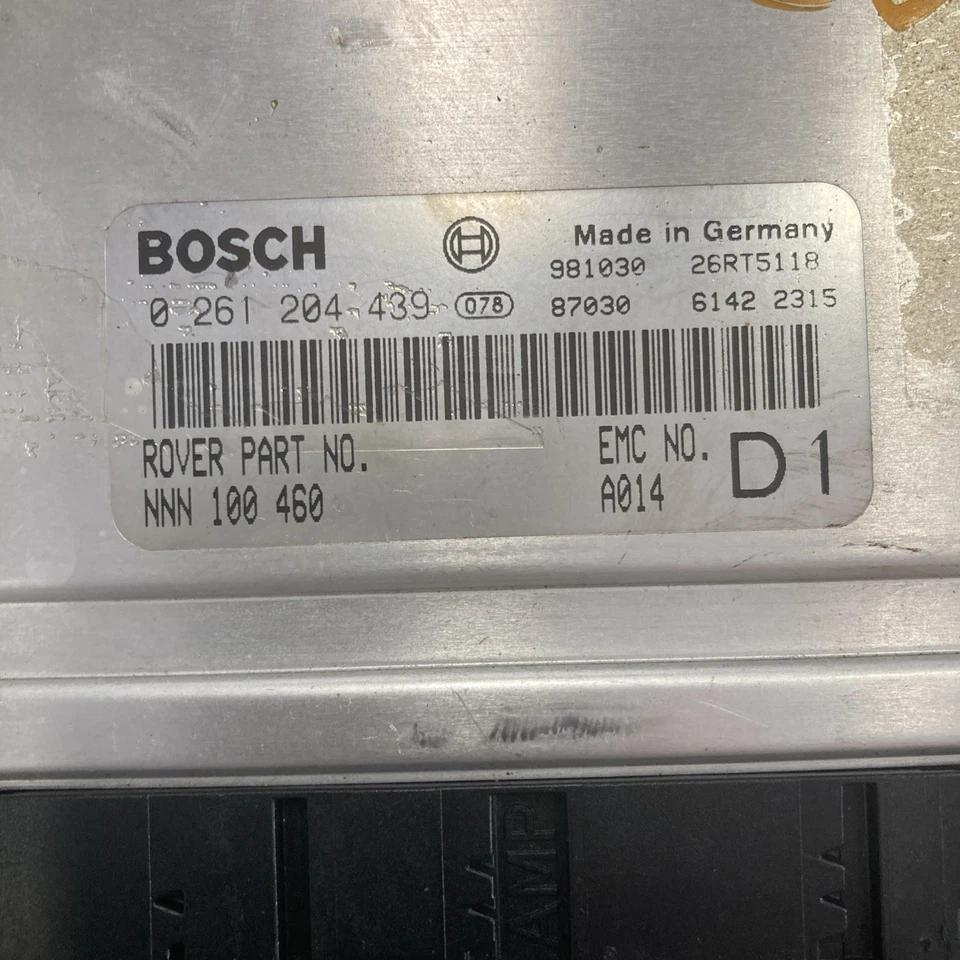 BOSCH
Made in Germany
981030 26RT5118
0 261 204 439 078 87030 6142 2315
ROVER PART NO.
NNN 100 460
EMC NO.
A014
D1
AMP